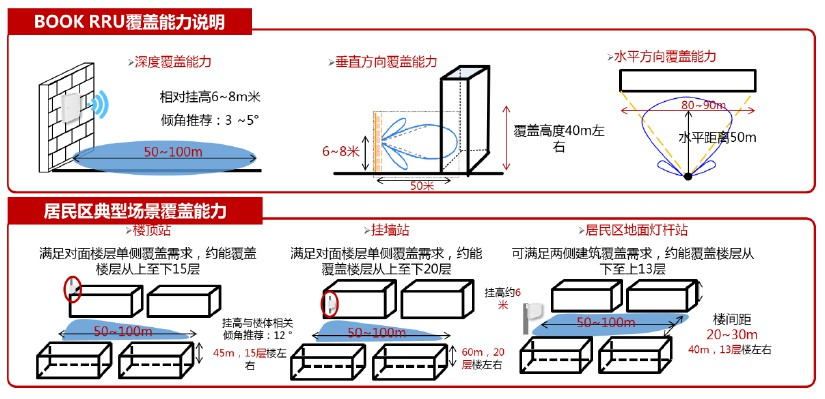 BOOK RRU覆盖能力说明
➢深度覆盖能力
相对挂高6~8m米
倾角推荐：3 ~5°
50~100m
➢垂直方向覆盖能力
6~8米
50米
覆盖高度40m左
右
➢水平方向覆盖能力
80~90m
水平距离50m
居民区典型场景覆盖能力
➢楼顶站
满足对面楼层单侧覆盖需求，约能覆盖
楼层从上至下15层
50~100m
挂高与楼体相关
倾角推荐：12 °
45m，15层楼左
右
➢挂墙站
满足对面楼层单侧覆盖需求，约能
覆盖楼层从上至下20层
50~100m
60m，20
层楼左右
➢居民区地面灯杆站
可满足两侧建筑覆盖需求，约能覆盖楼层从
下至上13层
挂高约6
米
50~100m
楼间距
20~30m
40m，13层楼左右